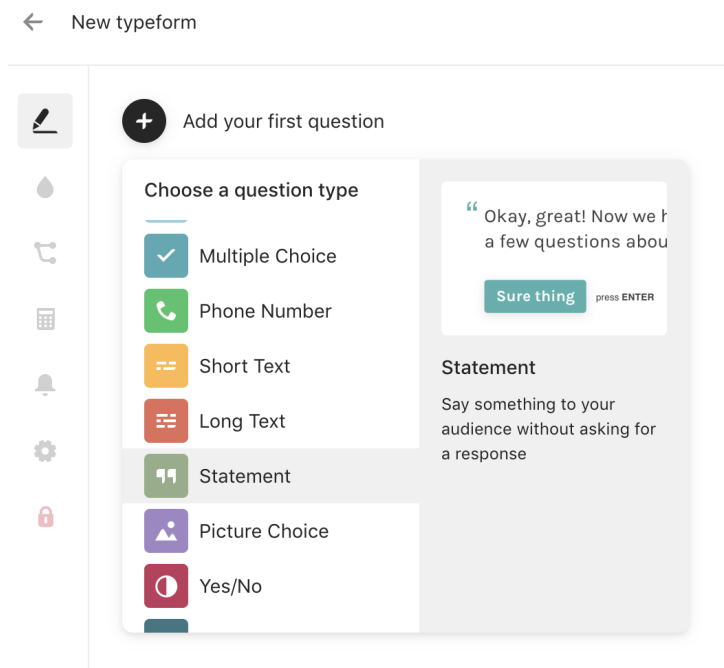 New typeform
Add your first question
Choose a question type
Multiple Choice
Phone Number
Short Text
Long Text
Statement
Picture Choice
Yes/No
“ Okay, great! Now we h
a few questions abou
Sure thing press ENTER
Statement
Say something to your
audience without asking for
a response